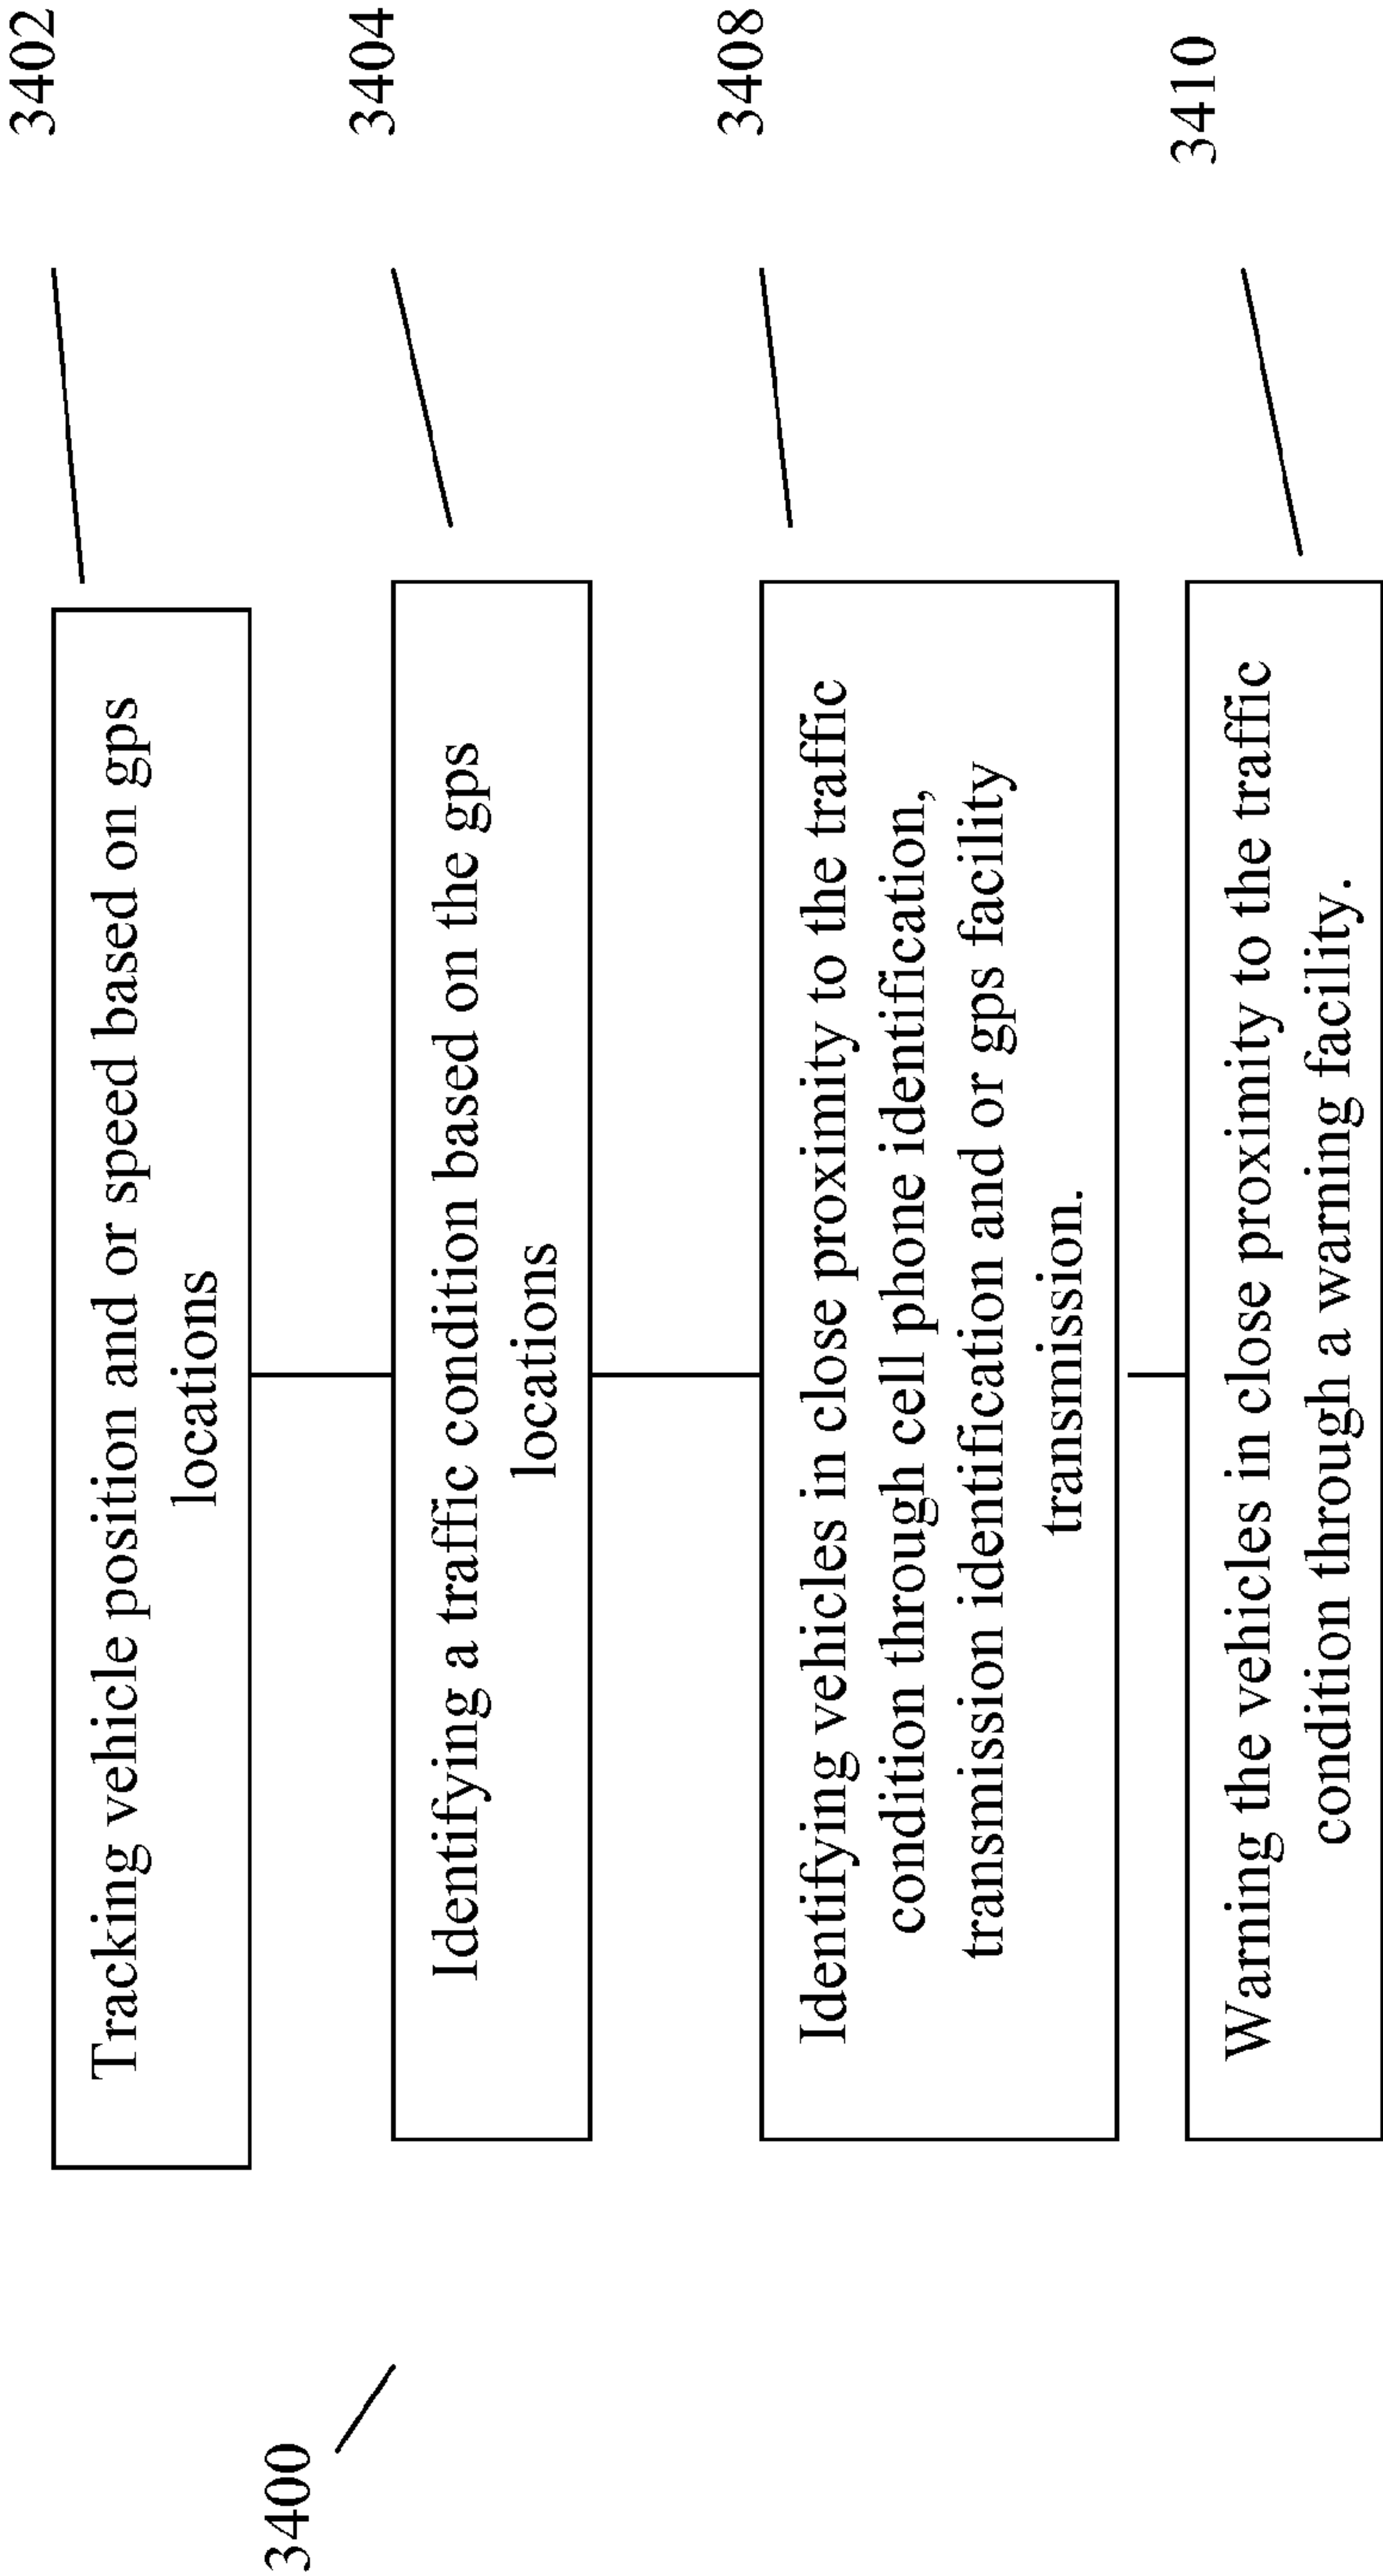 3400
3402
Tracking vehicle position and or speed based on gps
locations
3404
Identifying a traffic condition based on the gps
locations
3408
Identifying vehicles in close proximity to the traffic
condition through cell phone identification,
transmission identification and or gps facility
transmission.
3410
Warning the vehicles in close proximity to the traffic
condition through a warning facility.